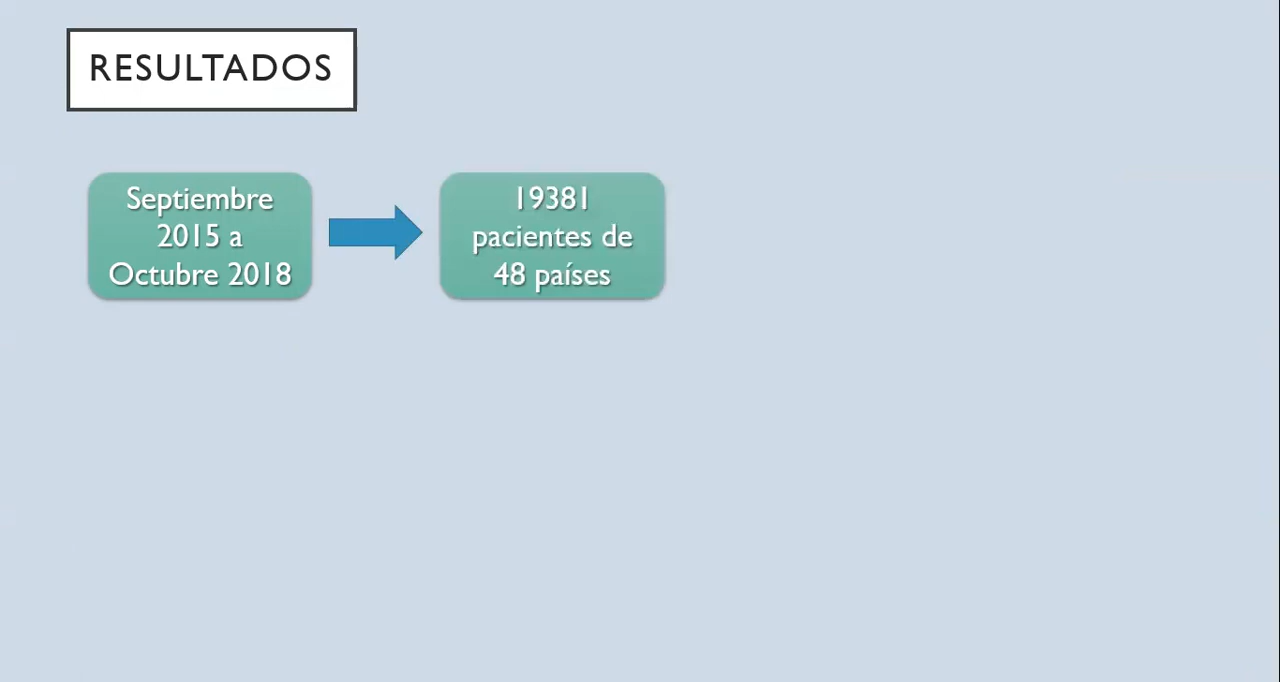 RESULTADOS
Septiembre
2015 a
Octubre 2018
19381
pacientes de
48 países